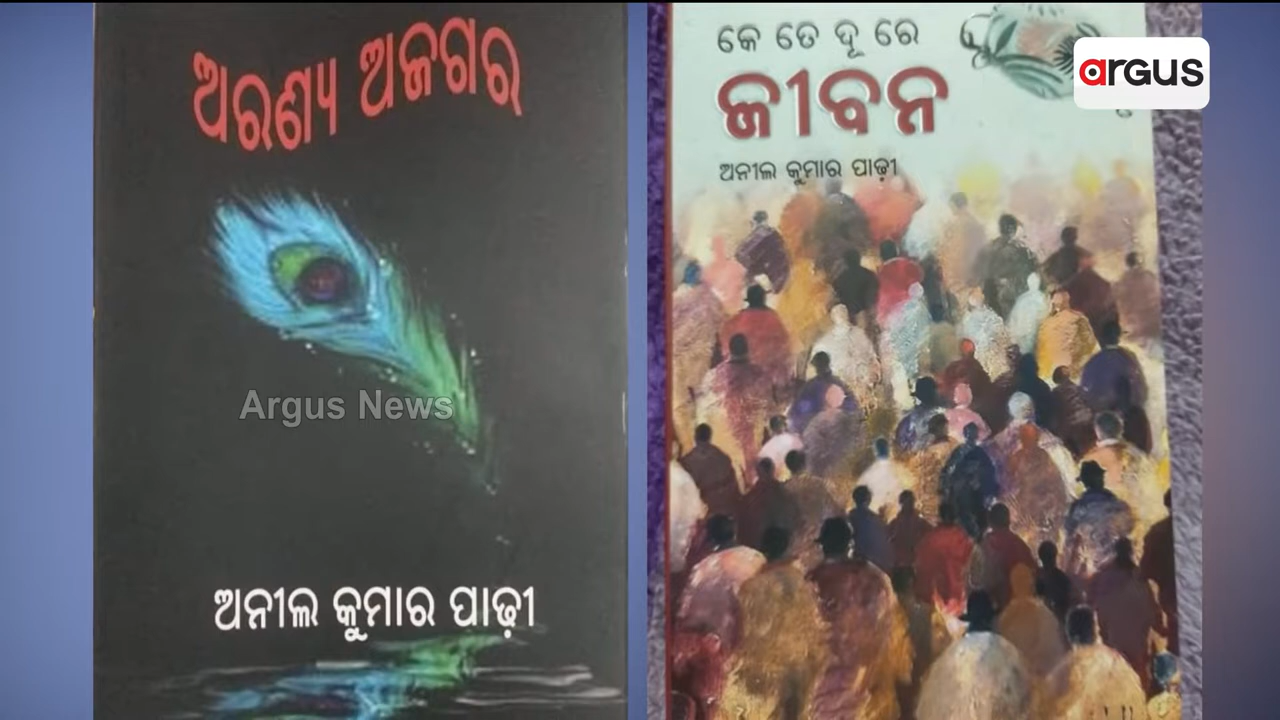 ଅରଣ୍ୟ ଅଜଗର
Argus News
ଅନୀଲ କୁମାର ପାଢ଼ୀ
କେ ତେ ଦୂ ରେ
ଜୀବନ
ଅନୀଲ କୁମାର ପାଢ଼ୀ
argus